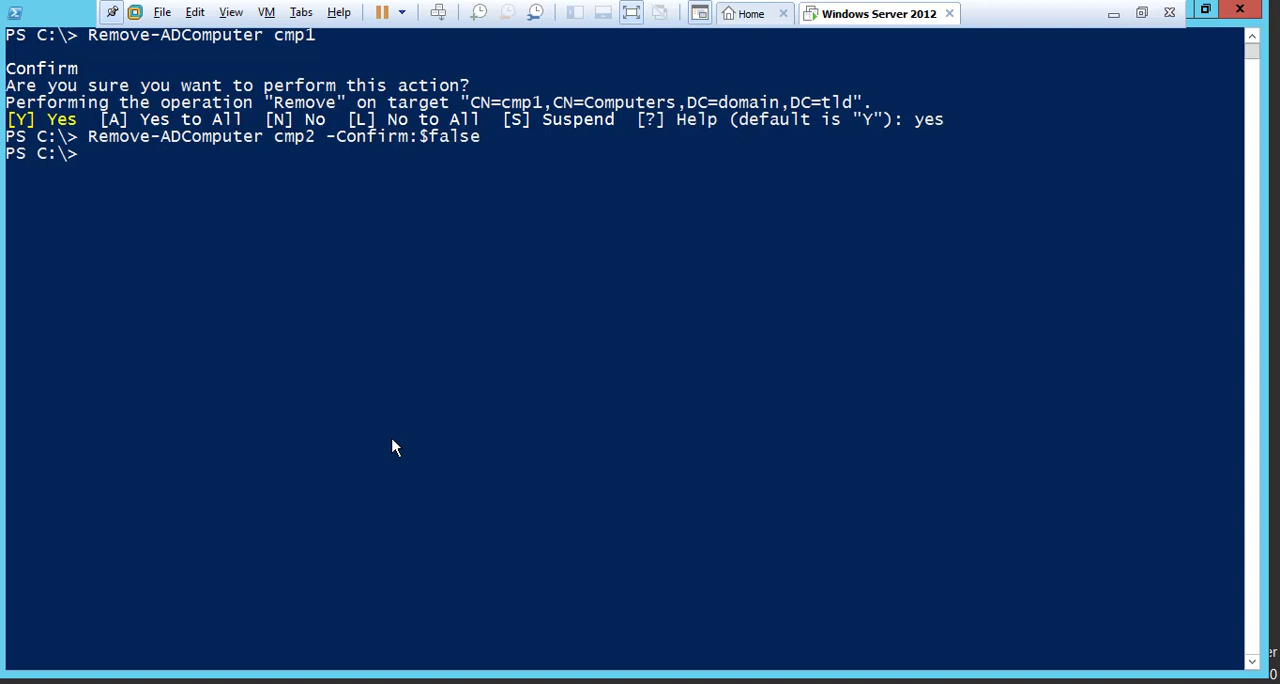 File Edit View VM Tabs Help Home Windows Server 2012
PS C:\> Remove-ADComputer cmp1
Confirm
Are you sure you want to perform this action?
Performing the operation "Remove" on target "CN=cmp1,CN=Computers,DC=domain,DC=tld".
[Y] Yes  [A] Yes to All  [N] No  [L] No to All  [S] Suspend  [?] Help (default is "Y"): yes
PS C:\> Remove-ADComputer cmp2 -Confirm:$false
PS C:\>